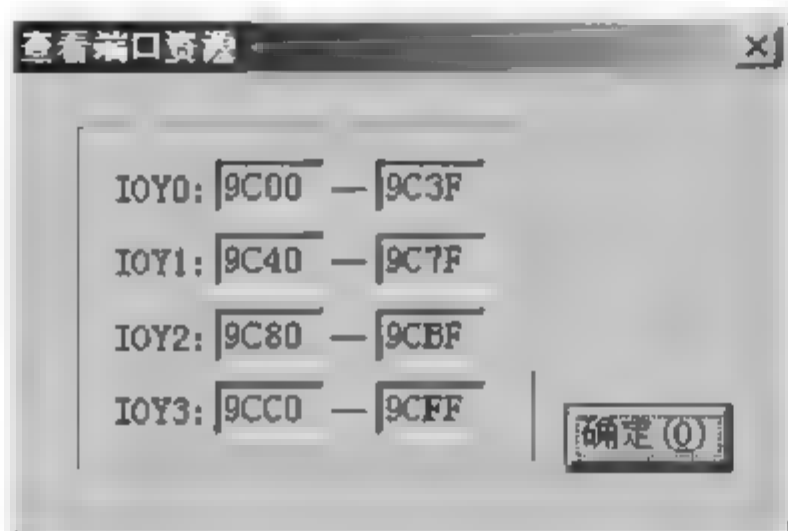 查看端口资源
IOY0: 9C00 — 9C3F
IOY1: 9C40 — 9C7F
IOY2: 9C80 — 9CBF
IOY3: 9CC0 — 9CFF
确定(O)